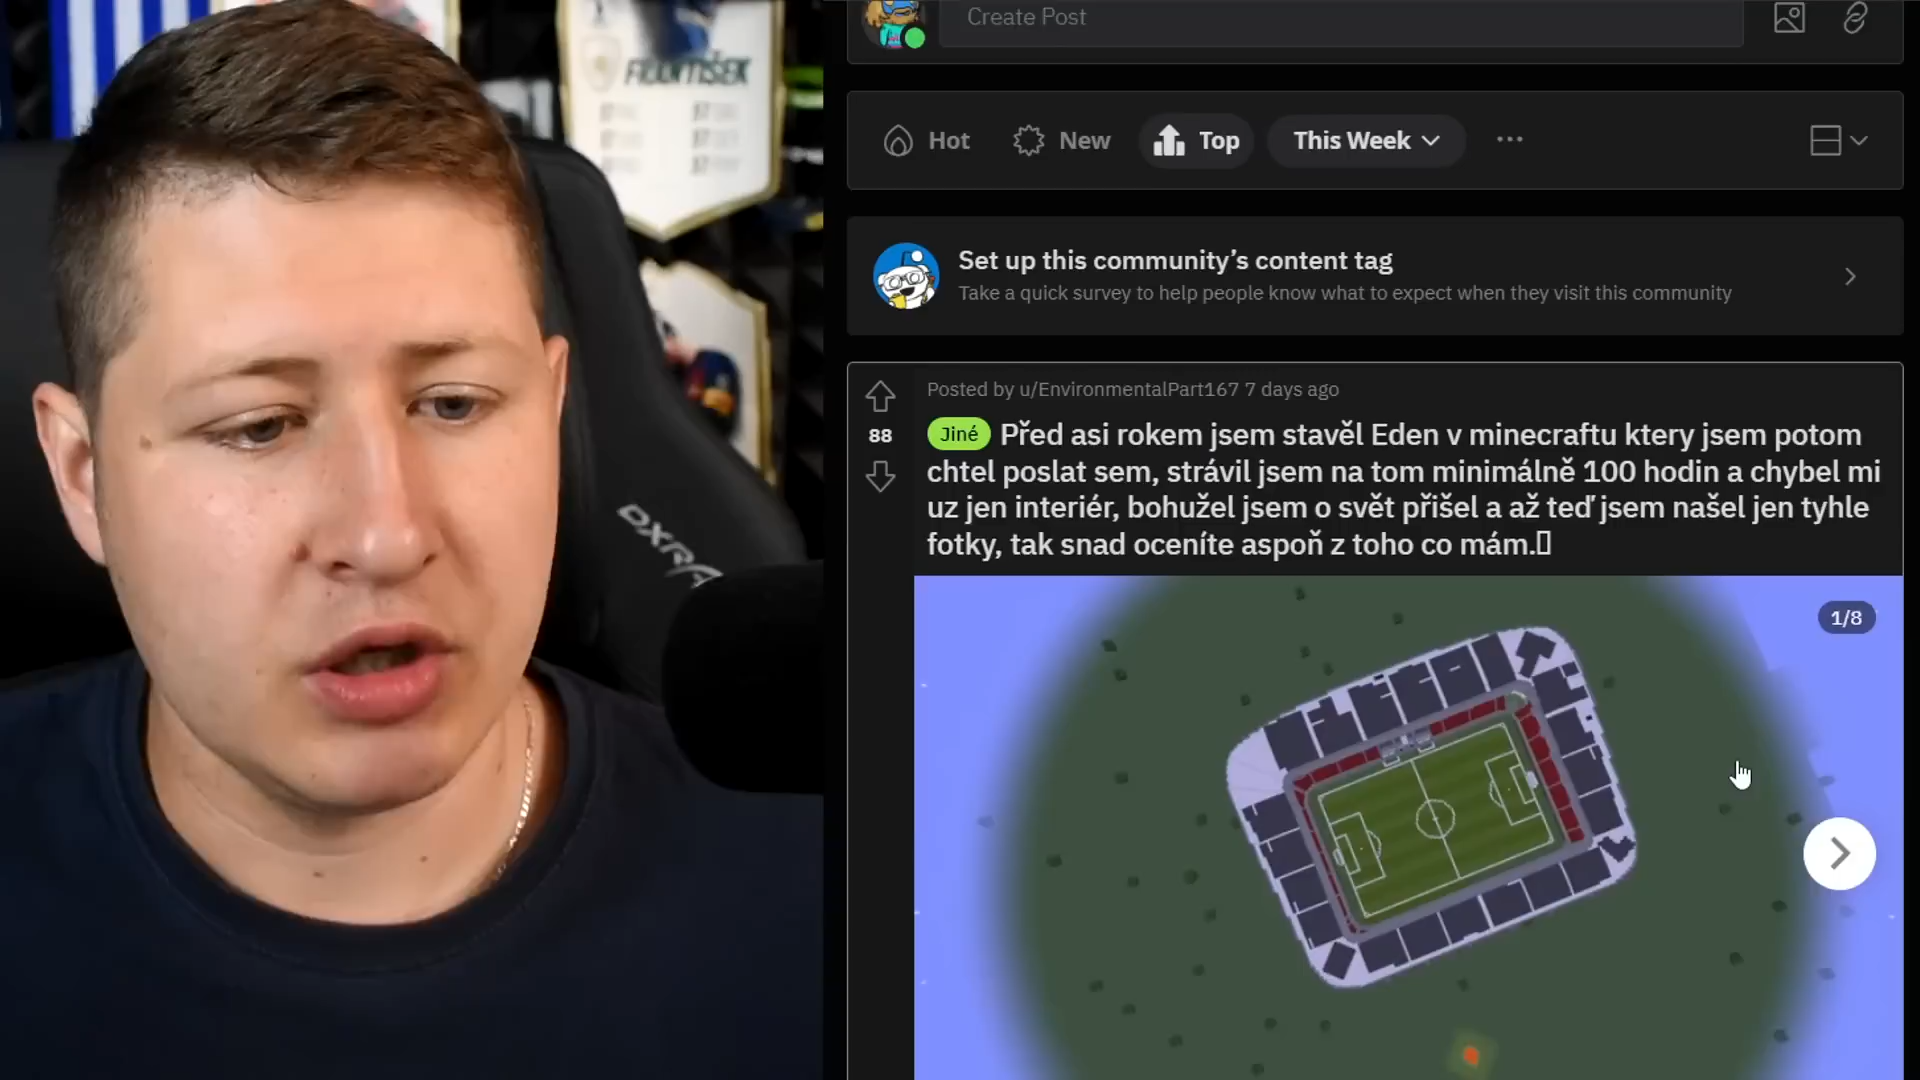 Create Post
FRANTIŠEK
Hot
New
Top
This Week
Set up this community's content tag
Take a quick survey to help people know what to expect when they visit this community
Posted by u/EnvironmentalPart167 7 days ago
88
Jiné Před asi rokem jsem stavěl Eden v minecraftu ktery jsem potom
chtel poslat sem, strávil jsem na tom minimálně 100 hodin a chybel mi
uz jen interiér, bohužel jsem o svět přišel a až teď jsem našel jen tyhle
fotky, tak snad oceníte aspoň z toho co mám.
1/8